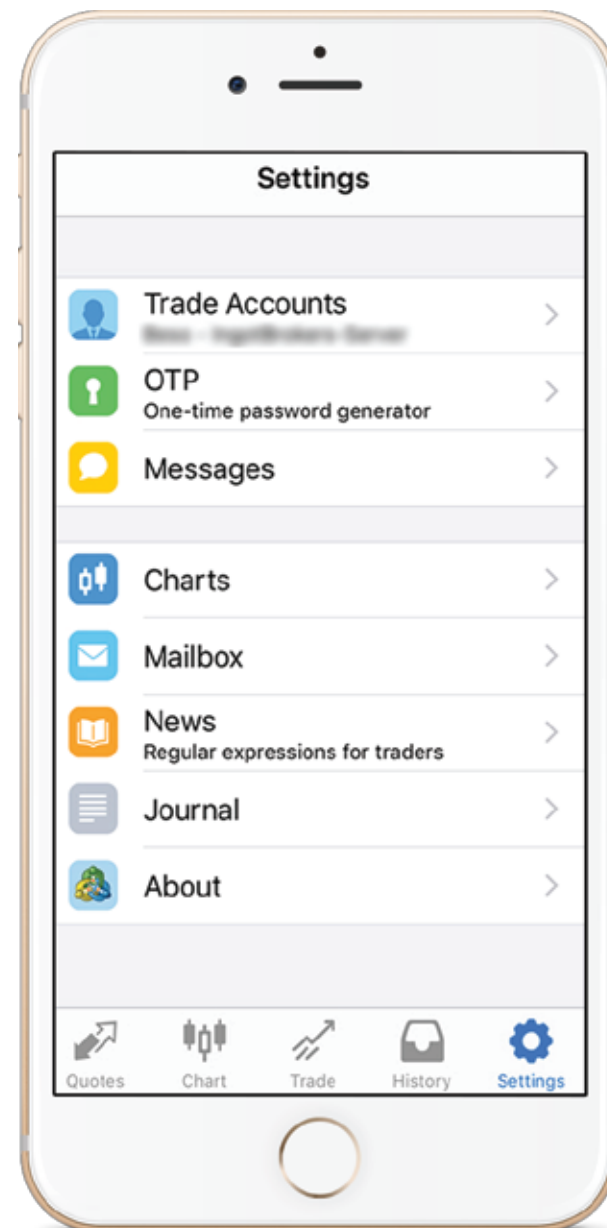 Settings
Trade Accounts
OTP
One-time password generator
Messages
Charts
Mailbox
News
Regular expressions for traders
Journal
About
Quotes
Chart
Trade
History
Settings